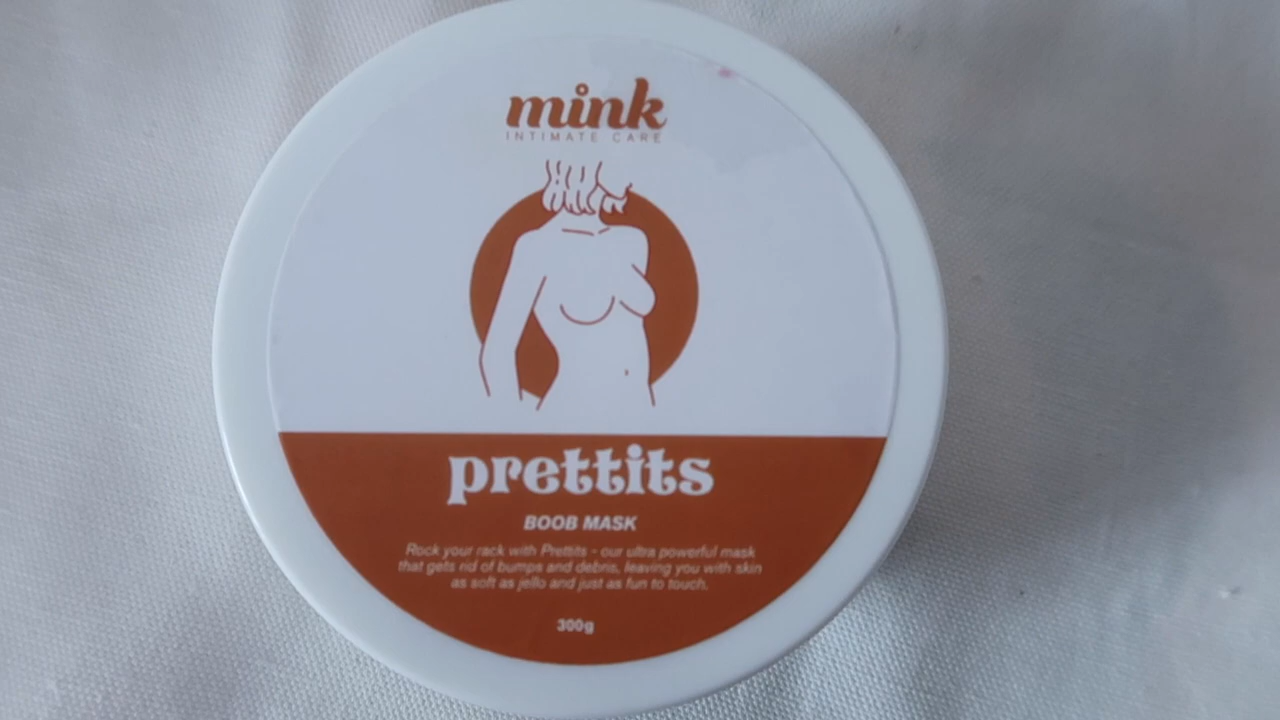 mink
INTIMATE CARE
prettits
BOOB MASK
Rock your rack with Prettits - our ultra powerful mask
that gets rid of bumps and debris, leaving you with skin
as soft as jello and just as fun to touch.
300g